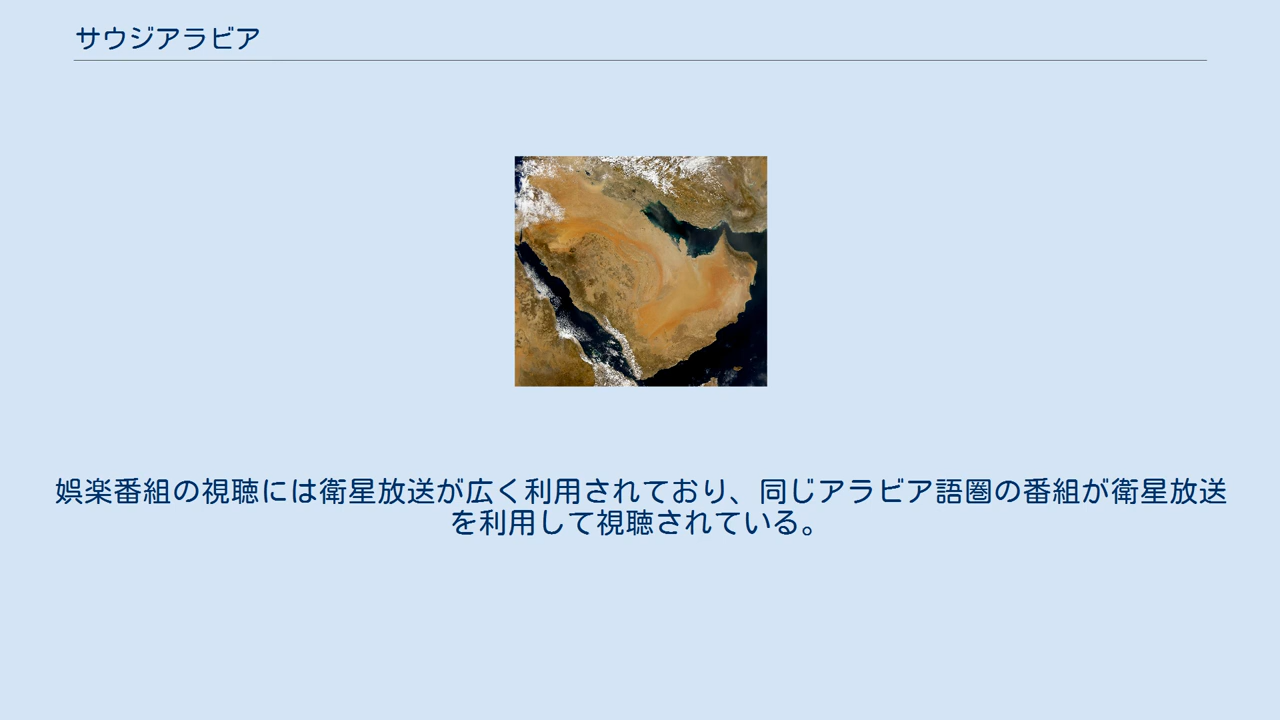 サウジアラビア
娯楽番組の視聴には衛星放送が広く利用されており、同じアラビア語圏の番組が衛星放送
を利用して視聴されている。